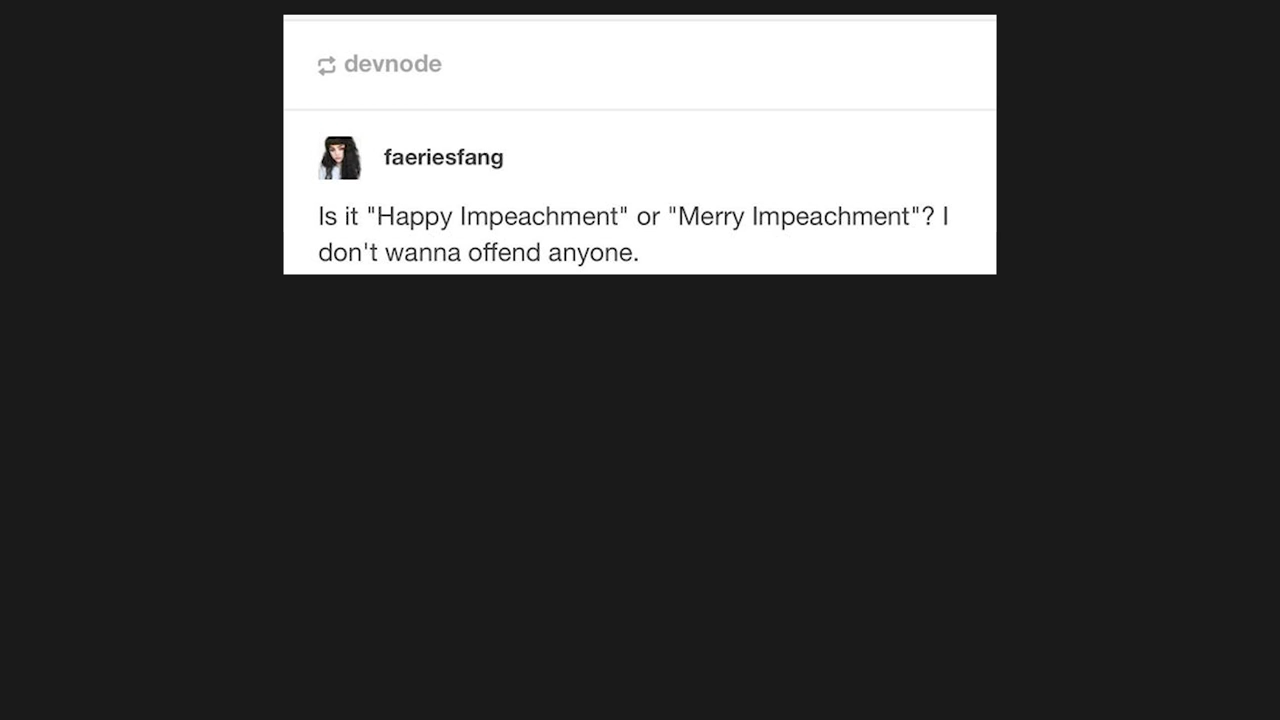 devnode
faeriesfang
Is it "Happy Impeachment" or "Merry Impeachment"? I
don't wanna offend anyone.